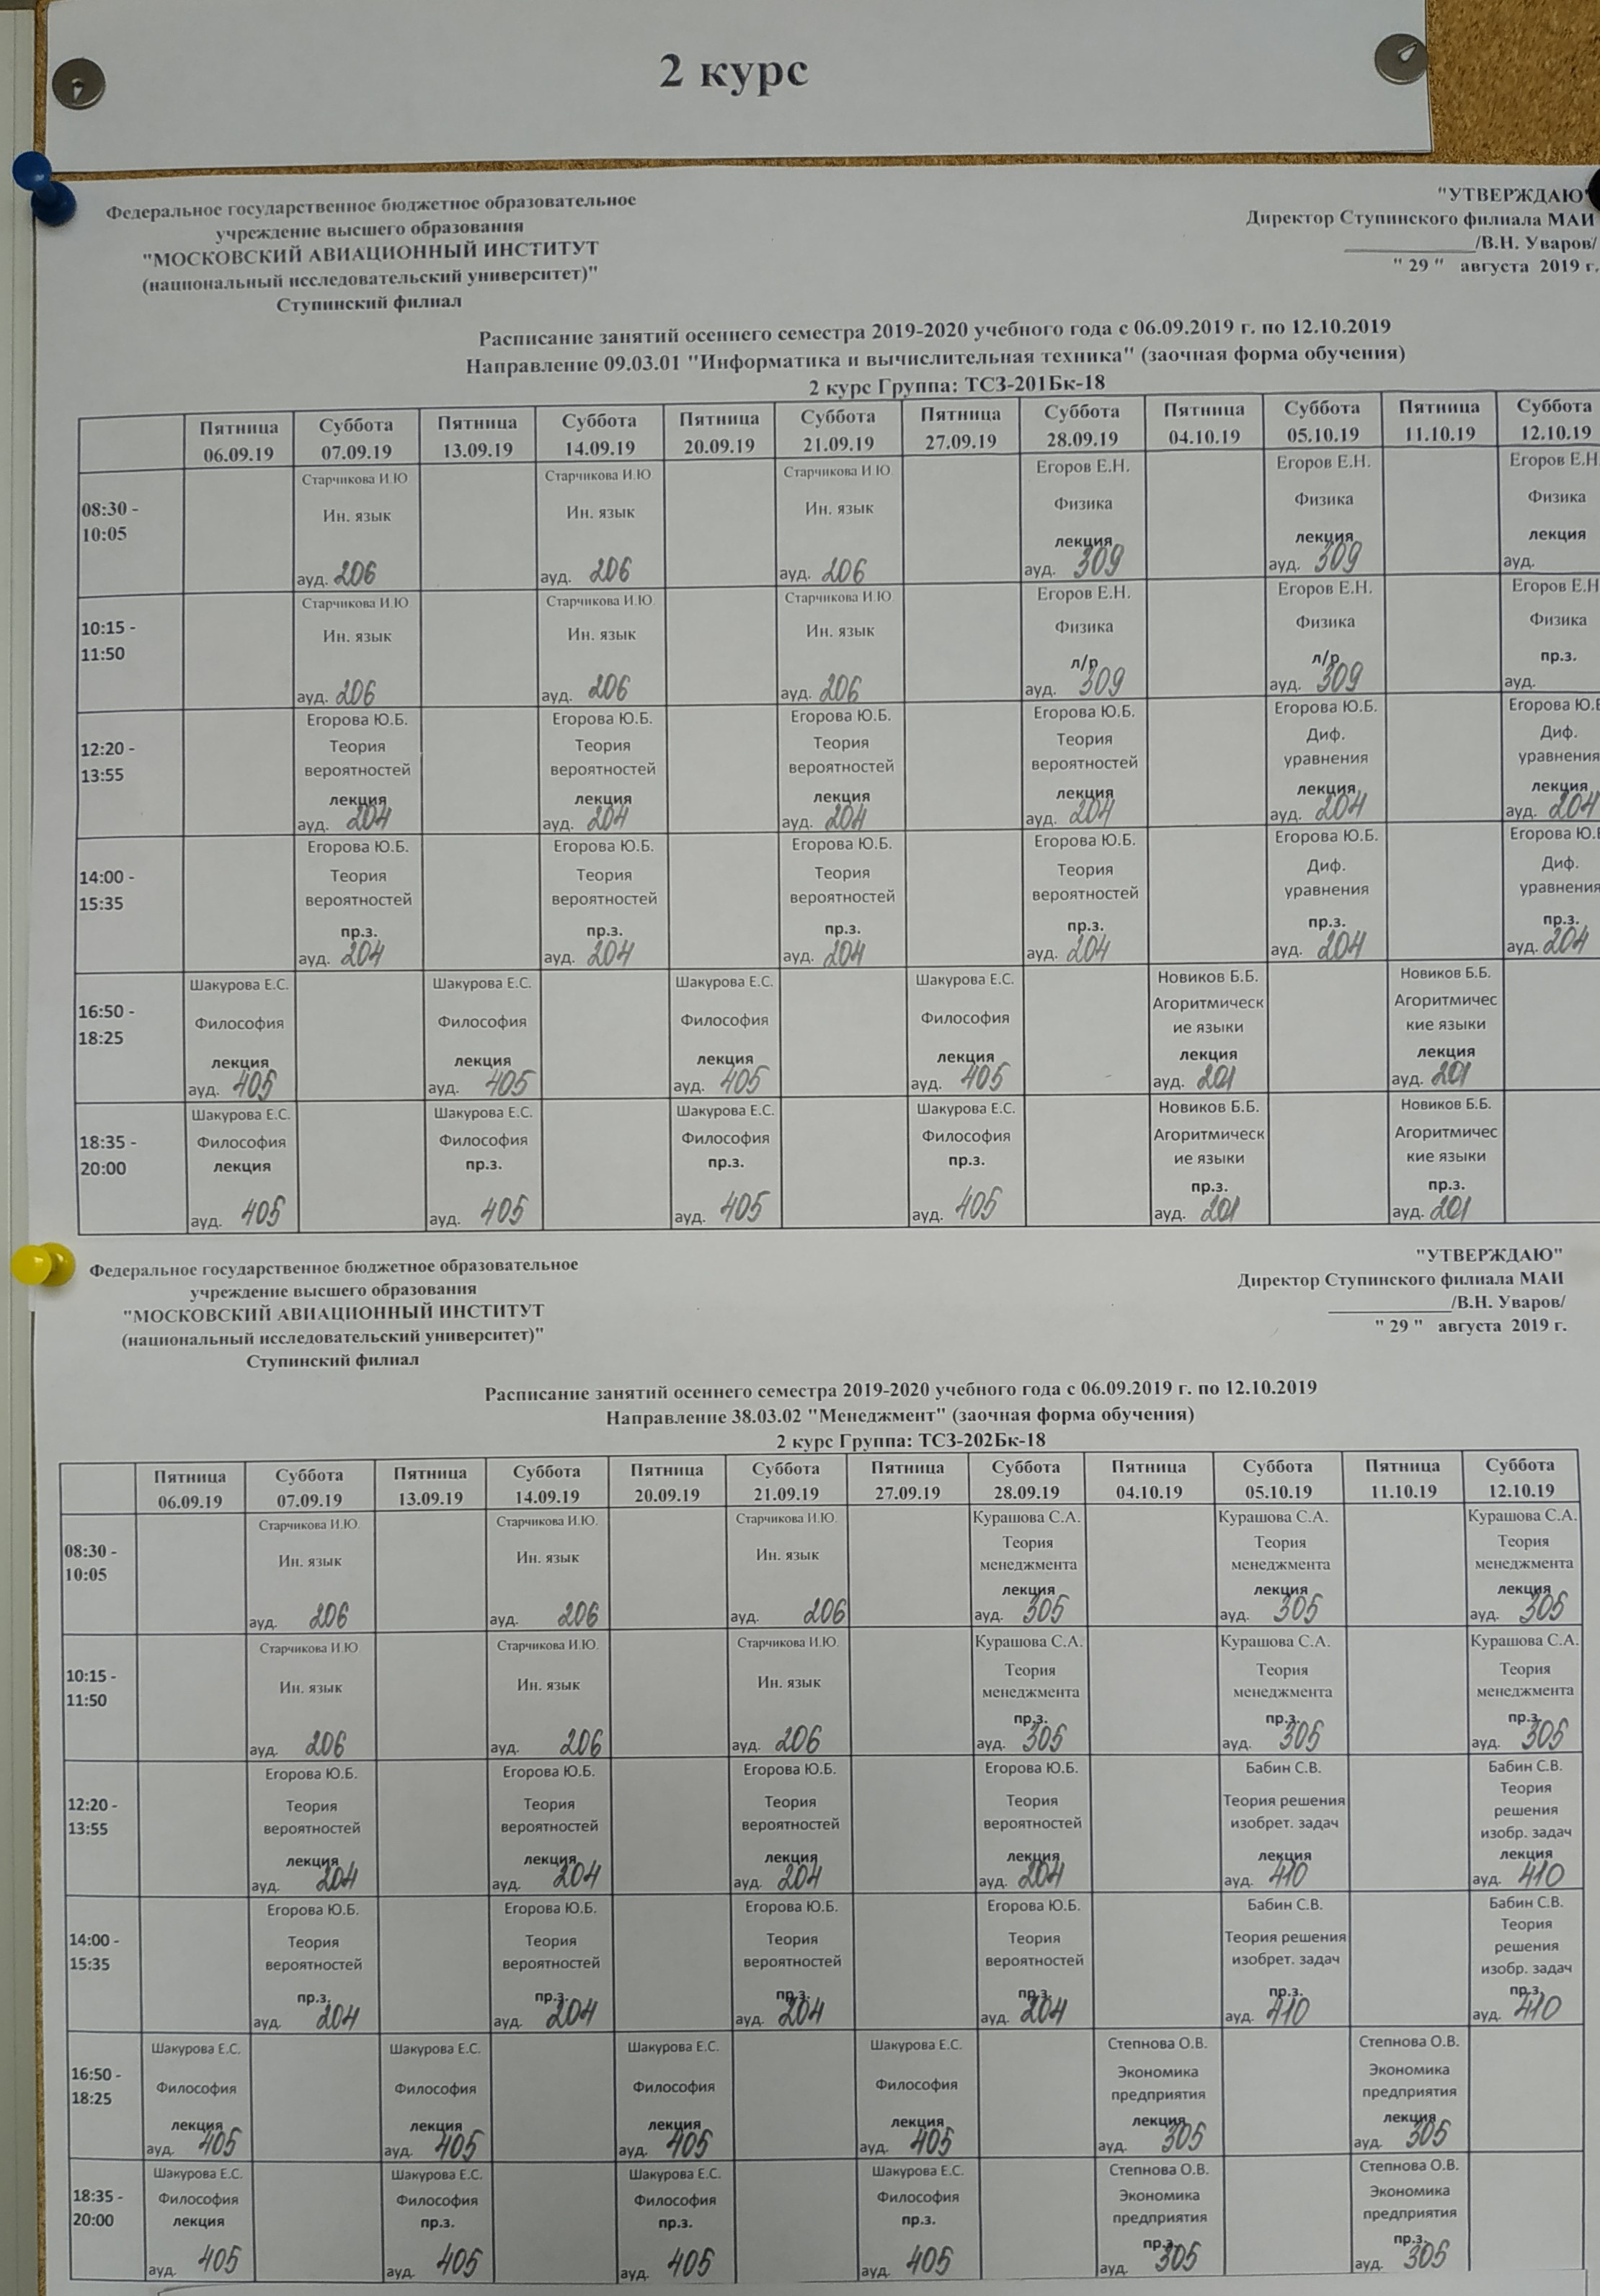 2 курс
Федеральное государственное бюджетное образовательное
учреждение высшего образования
"МОСКОВСКИЙ АВИАЦИОННЫЙ ИНСТИТУТ
(национальный исследовательский университет)"
Ступинский филиал
"УТВЕРЖДАЮ"
Директор Ступинского филиала МАИ
/В.Н. Уваров/
" 29 " августа 2019 г.
Расписание занятий осеннего семестра 2019-2020 учебного года с 06.09.2019 г. по 12.10.2019
Направление 09.03.01 "Информатика и вычислительная техника" (заочная форма обучения)
2 курс Группа: ТСЗ-201Бк-18
Пятница Суббота Пятница Суббота Пятница Суббота Пятница Суббота Пятница Суббота Пятница Суббота
06.09.19 07.09.19 13.09.19 14.09.19 20.09.19 21.09.19 27.09.19 28.09.19 04.10.19 05.10.19 11.10.19 12.10.19
08:30 - 10:05
Старчикова И.Ю Старчикова И.Ю Старчикова И.Ю Егоров Е.Н. Егоров Е.Н. Егоров Е.Н
Ин. язык Ин. язык Ин. язык Физика Физика Физика
лекция лекция лекция
ауд. 206 ауд. 206 ауд. 206 ауд. 309 ауд. 309 ауд.
10:15 - 11:50
Старчикова И.Ю Старчикова И.Ю. Старчикова И.Ю. Егоров Е.Н. Егоров Е.Н. Егоров Е.Н
Ин. язык Ин. язык Ин. язык Физика Физика Физика
л/р л/р пр.з.
ауд. 206 ауд. 206 ауд. 206 ауд. 309 ауд. 309 ауд.
12:20 - 13:55
Егорова Ю.Б. Егорова Ю.Б. Егорова Ю.Б. Егорова Ю.Б. Егорова Ю.Б. Егорова Ю.Б
Теория Теория Теория Теория Диф. Диф.
вероятностей вероятностей вероятностей вероятностей уравнения уравнения
лекция лекция лекция лекция лекция лекция
ауд. 204 ауд. 204 ауд. 204 ауд. 204 ауд. 204 ауд. 204
14:00 - 15:35
Егорова Ю.Б. Егорова Ю.Б. Егорова Ю.Б. Егорова Ю.Б. Егорова Ю.Б. Егорова Ю.Б
Теория Теория Теория Теория Диф. Диф.
вероятностей вероятностей вероятностей вероятностей уравнения уравнения
пр.з. пр.з. пр.з. пр.з. пр.з. пр.з.
ауд. 204 ауд. 204 ауд. 204 ауд. 204 ауд. 204 ауд. 204
16:50 - 18:25
Шакурова Е.С. Шакурова Е.С. Шакурова Е.С. Шакурова Е.С. Новиков Б.Б. Новиков Б.Б.
Философия Философия Философия Философия Агоритмическ Агоритмичес
ие языки кие языки
лекция лекция лекция лекция лекция лекция
ауд. 405 ауд. 405 ауд. 405 ауд. 405 ауд. 201 ауд. 201
18:35 - 20:00
Шакурова Е.С. Шакурова Е.С. Шакурова Е.С. Шакурова Е.С. Новиков Б.Б. Новиков Б.Б.
Философия Философия Философия Философия Агоритмическ Агоритмичес
лекция пр.з. пр.з. пр.з. ие языки кие языки
пр.з. пр.з.
ауд. 405 ауд. 405 ауд. 405 ауд. 405 ауд. 201 ауд. 201
Федеральное государственное бюджетное образовательное
учреждение высшего образования
"МОСКОВСКИЙ АВИАЦИОННЫЙ ИНСТИТУТ
(национальный исследовательский университет)"
Ступинский филиал
"УТВЕРЖДАЮ"
Директор Ступинского филиала МАИ
/В.Н. Уваров/
" 29 " августа 2019 г.
Расписание занятий осеннего семестра 2019-2020 учебного года с 06.09.2019 г. по 12.10.2019
Направление 38.03.02 "Менеджмент" (заочная форма обучения)
2 курс Группа: ТСЗ-202Бк-18
Пятница Суббота Пятница Суббота Пятница Суббота Пятница Суббота Пятница Суббота Пятница Суббота
06.09.19 07.09.19 13.09.19 14.09.19 20.09.19 21.09.19 27.09.19 28.09.19 04.10.19 05.10.19 11.10.19 12.10.19
08:30 - 10:05
Старчикова И.Ю. Старчикова И.Ю. Старчикова И.Ю. Курашова С.А. Курашова С.А. Курашова С.А.
Ин. язык Ин. язык Ин. язык Теория Теория Теория
менеджмента менеджмента менеджмента
лекция лекция лекция
ауд. 206 ауд. 206 ауд. 206 ауд. 305 ауд. 305 ауд. 305
10:15 - 11:50
Старчикова И.Ю Старчикова И.Ю. Старчикова И.Ю. Курашова С.А. Курашова С.А. Курашова С.А.
Ин. язык Ин. язык Ин. язык Теория Теория Теория
менеджмента менеджмента менеджмента
пр.з. пр.з. пр.з.
ауд. 206 ауд. 206 ауд. 206 ауд. 305 ауд. 305 ауд. 305
12:20 - 13:55
Егорова Ю.Б. Егорова Ю.Б. Егорова Ю.Б. Егорова Ю.Б. Бабин С.В. Бабин С.В.
Теория Теория Теория Теория Теория решения Теория
вероятностей вероятностей вероятностей вероятностей изобрет. задач решения
изобр. задач
лекция лекция лекция лекция лекция лекция
ауд. 204 ауд. 204 ауд. 204 ауд. 204 ауд. 410 ауд. 410
14:00 - 15:35
Егорова Ю.Б. Егорова Ю.Б. Егорова Ю.Б. Егорова Ю.Б. Бабин С.В. Бабин С.В.
Теория Теория Теория Теория Теория решения Теория
вероятностей вероятностей вероятностей вероятностей изобрет. задач решения
изобр. задач
пр.з. пр.з. пр.з. пр.з. пр.з. пр.з.
ауд. 204 ауд. 204 ауд. 204 ауд. 204 ауд. 410 ауд. 410
16:50 - 18:25
Шакурова Е.С. Шакурова Е.С. Шакурова Е.С. Шакурова Е.С. Степнова О.В. Степнова О.В.
Философия Философия Философия Философия Экономика Экономика
предприятия предприятия
лекция лекция лекция лекция лекция лекция
ауд. 405 ауд. 405 ауд. 405 ауд. 405 ауд. 305 ауд. 305
18:35 - 20:00
Шакурова Е.С. Шакурова Е.С. Шакурова Е.С. Шакурова Е.С. Степнова О.В. Степнова О.В.
Философия Философия Философия Философия Экономика Экономика
лекция пр.з. пр.з. пр.з. предприятия предприятия
пр.з. пр.з.
ауд. 405 ауд. 405 ауд. 405 ауд. 405 ауд. 305 ауд. 305